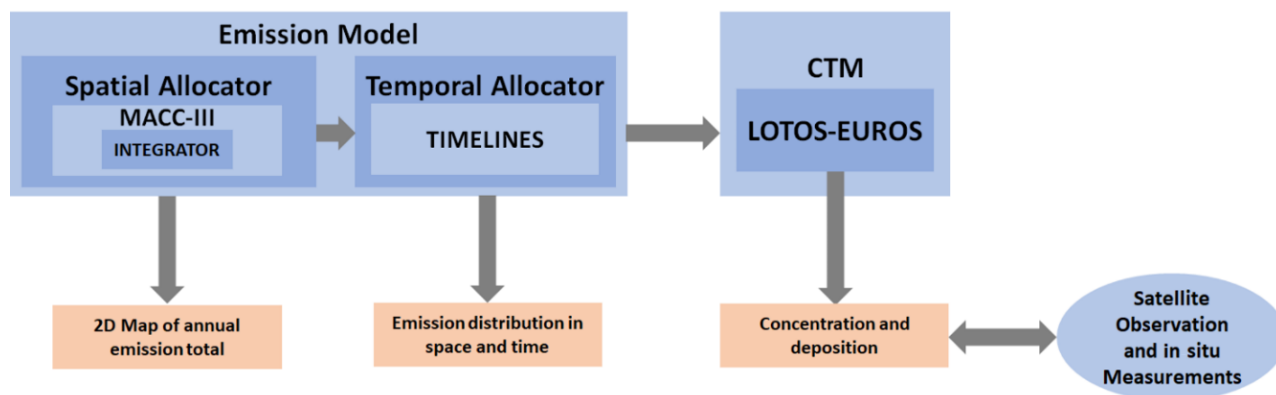 Emission Model
Spatial Allocator
MACC-III
INTEGRATOR
Temporal Allocator
TIMELINES
CTM
LOTOS-EUROS
2D Map of annual
emission total
Emission distribution in
space and time
Concentration and
deposition
Satellite
Observation
and in situ
Measurements